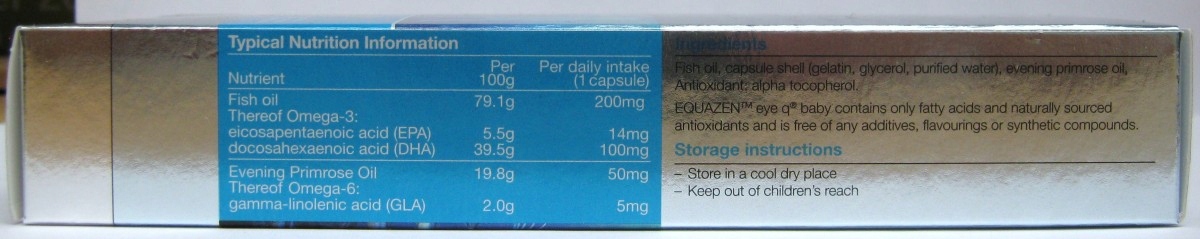 Typical Nutrition Information
Nutrient Per 100g Per daily intake (1 capsule)
Fish oil 79.1g 200mg
Thereof Omega-3:
eicosapentaenoic acid (EPA) 5.5g 14mg
docosahexaenoic acid (DHA) 39.5g 100mg
Evening Primrose Oil 19.8g 50mg
Thereof Omega-6:
gamma-linolenic acid (GLA) 2.0g 5mg
Ingredients
Fish oil, capsule shell (gelatin, glycerol, purified water), evening primrose oil,
Antioxidant: alpha tocopherol.
EQUAZEN™ eye q® baby contains only fatty acids and naturally sourced
antioxidants and is free of any additives, flavourings or synthetic compounds.
Storage instructions
– Store in a cool dry place
– Keep out of children's reach